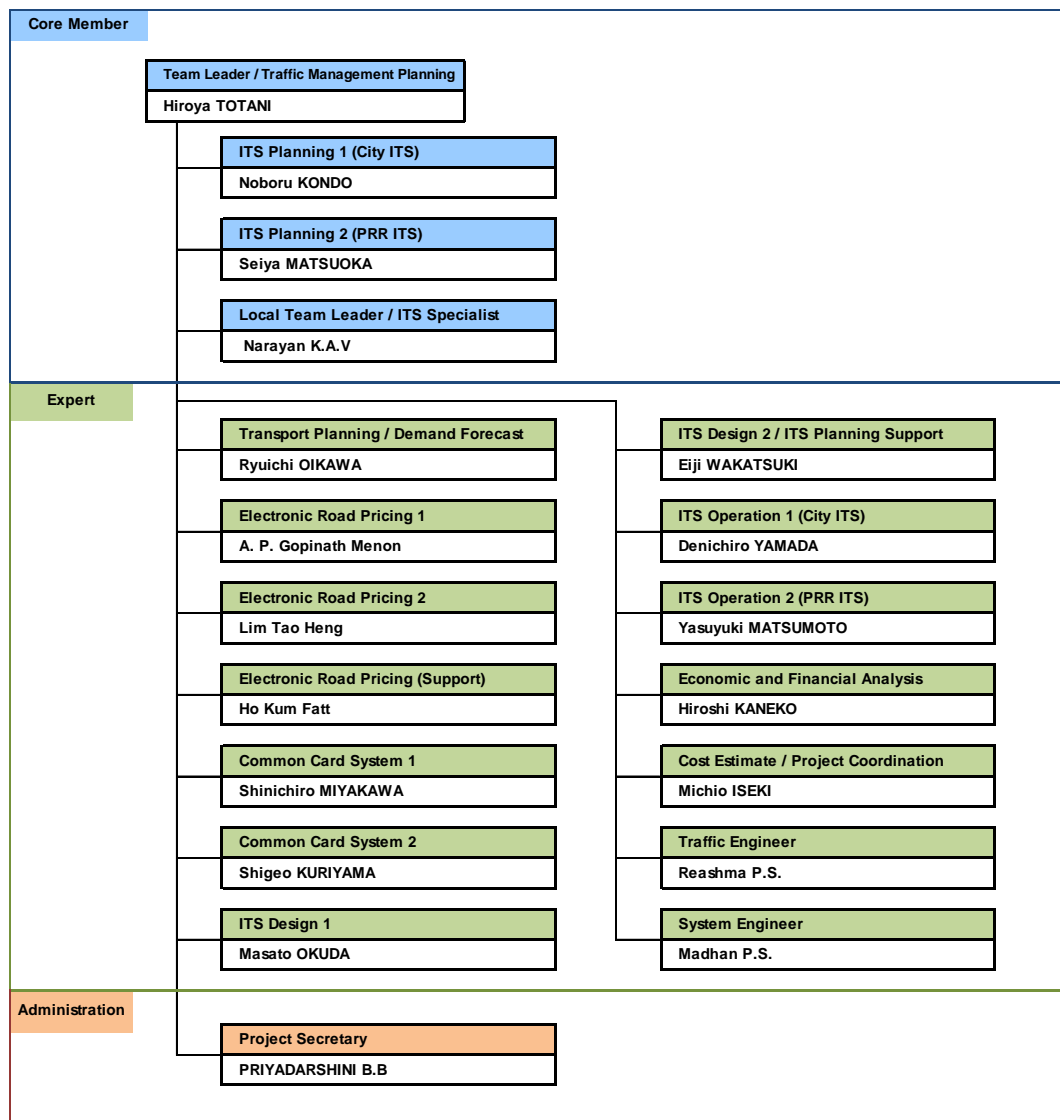 Core Member
Team Leader / Traffic Management Planning
Hiroya TOTANI
ITS Planning 1 (City ITS)
Noboru KONDO
ITS Planning 2 (PRR ITS)
Seiya MATSUOKA
Local Team Leader / ITS Specialist
Narayan K.A.V
Expert
Transport Planning / Demand Forecast
Ryuichi OIKAWA
Electronic Road Pricing 1
A. P. Gopinath Menon
Electronic Road Pricing 2
Lim Tao Heng
Electronic Road Pricing (Support)
Ho Kum Fatt
Common Card System 1
Shinichiro MIYAKAWA
Common Card System 2
Shigeo KURIYAMA
ITS Design 1
Masato OKUDA
ITS Design 2 / ITS Planning Support
Eiji WAKATSUKI
ITS Operation 1 (City ITS)
Denichiro YAMADA
ITS Operation 2 (PRR ITS)
Yasuyuki MATSUMOTO
Economic and Financial Analysis
Hiroshi KANEKO
Cost Estimate / Project Coordination
Michio ISEKI
Traffic Engineer
Reashma P.S.
System Engineer
Madhan P.S.
Administration
Project Secretary
PRIYADARSHINI B.B